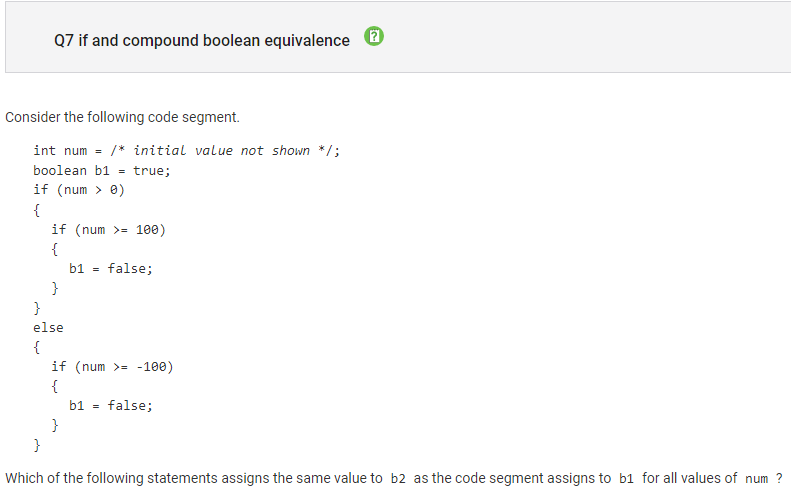 Q7 if and compound boolean equivalence
Consider the following code segment.
int num = /* initial value not shown */;
boolean b1 = true;
if (num > 0)
{
if (num >= 100)
{
b1 = false;
}
}
else
{
if (num >= -100)
{
b1 = false;
}
}
Which of the following statements assigns the same value to b2 as the code segment assigns to b1 for all values of num ?